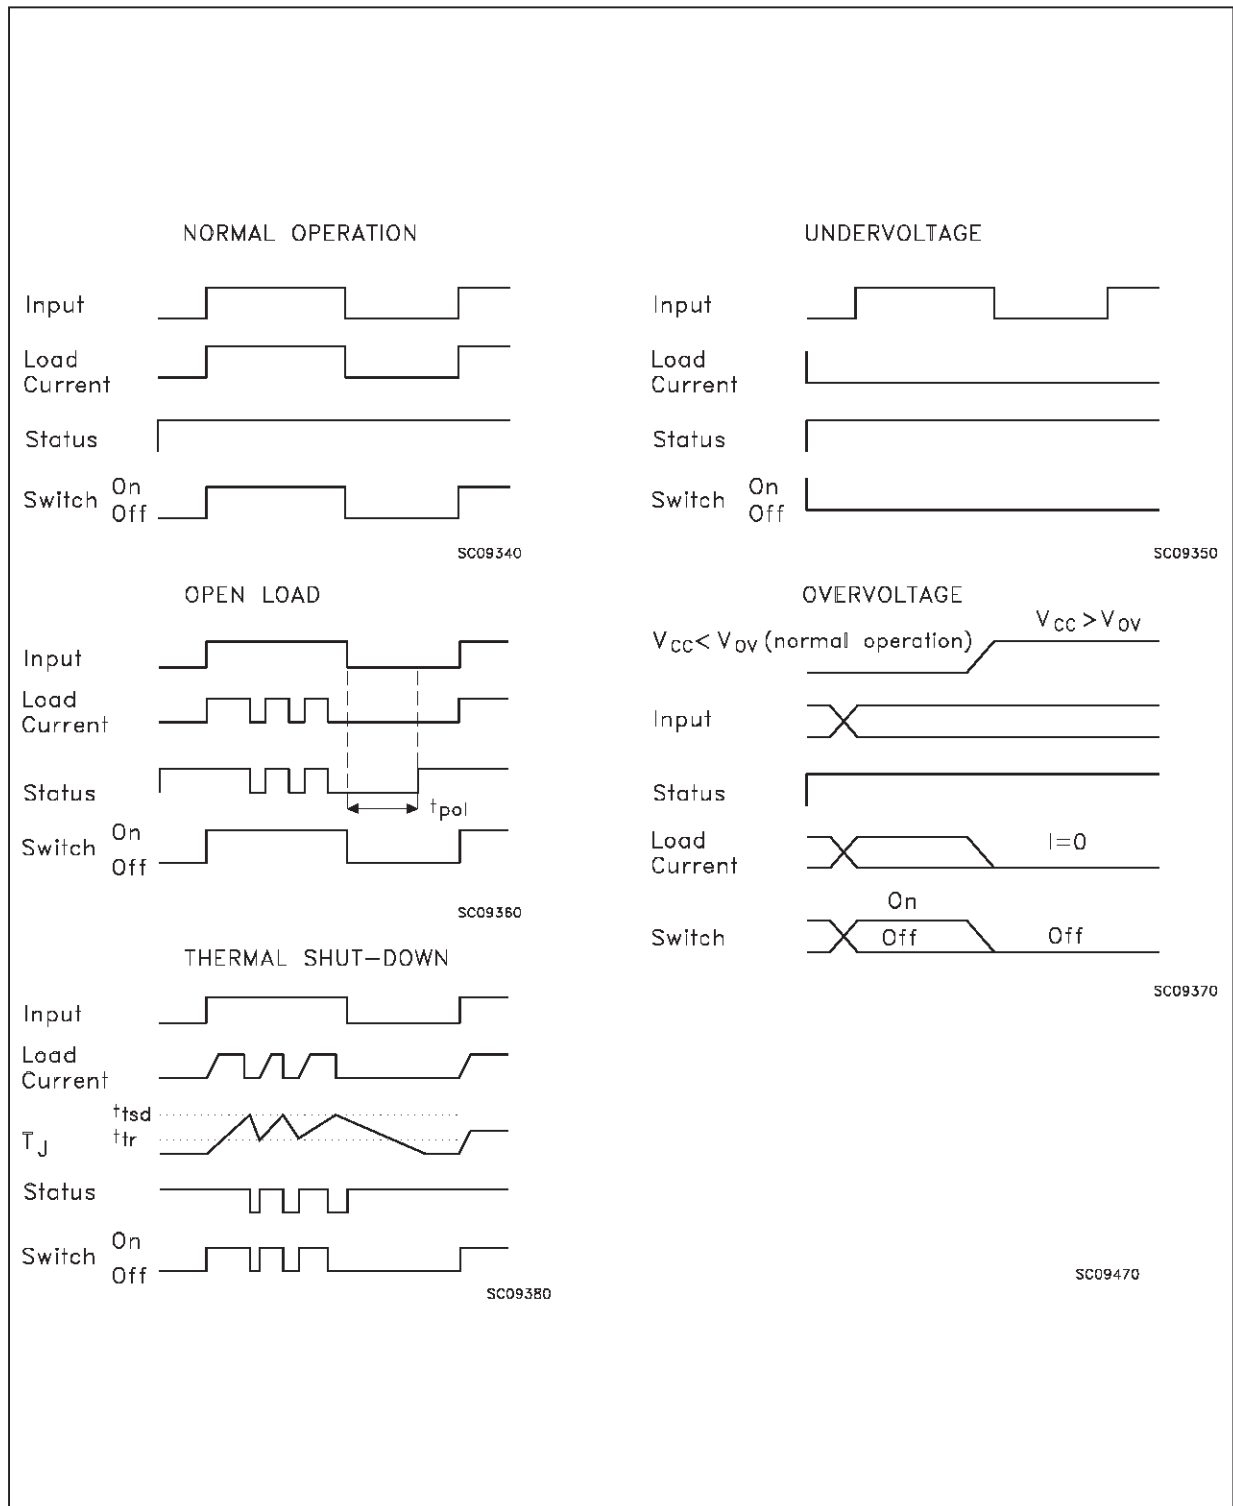 NORMAL OPERATION
Input
Load
Current
Status
Switch On
Off
SC09340
UNDERVOLTAGE
Input
Load
Current
Status
Switch On
Off
SC09350
OPEN LOAD
Input
Load
Current
Status
tpol
Switch On
Off
SC09360
OVERVOLTAGE
VCC < VOV (normal operation)
VCC > VOV
Input
Status
Load
Current
I=0
Switch
On
Off
Off
SC09370
THERMAL SHUT-DOWN
Input
Load
Current
TJ
ttsd
ttr
Status
Switch On
Off
SC09380
SC09470